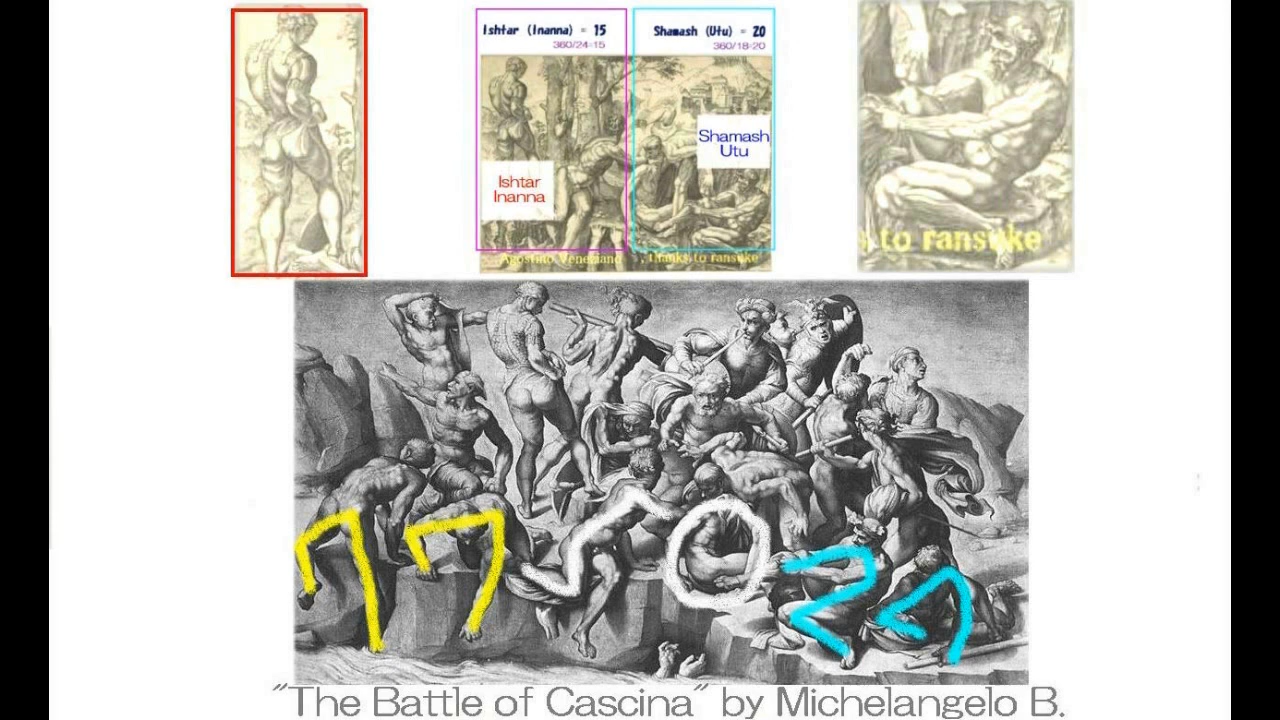 Ishtar (Inanna) = 15
360/24=15
Shamash (Utu) = 20
360/18=20
Shamash
Utu
Ishtar
Inanna
Agostino Veneziano , thanks to ransuke
to ransuke
"The Battle of Cascina" by Michelangelo B.